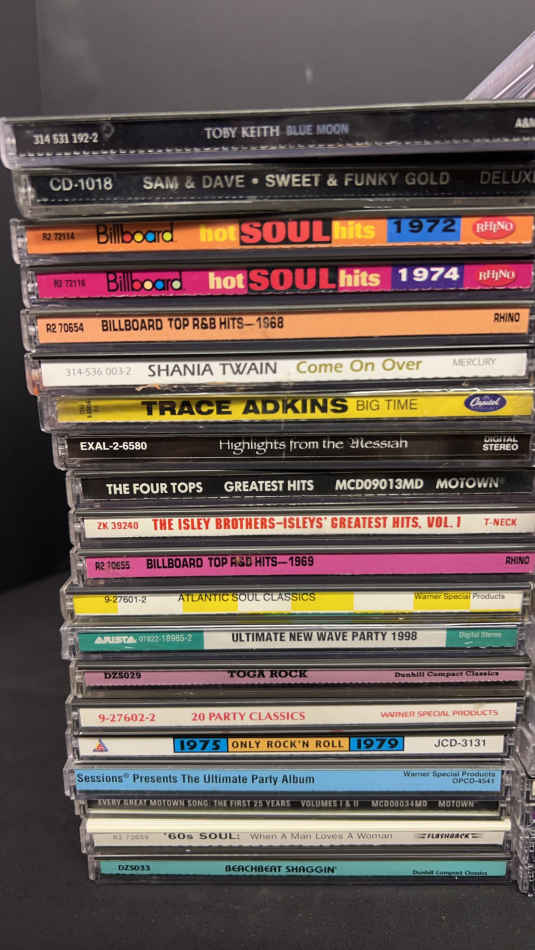 314 531 192-2 TOBY KEITH BLUE MOON A&M
CD-1018 SAM & DAVE • SWEET & FUNKY GOLD DELUX
R2 72114 Billboard hot SOUL hits 1972 RHINO
R2 72116 Billboard hot SOUL hits 1974 RHINO
R2 70654 BILLBOARD TOP R&B HITS—1968 RHINO
314-536 003-2 SHANIA TWAIN Come On Over MERCURY
TRACE ADKINS BIG TIME Capitol
EXAL-2-6580 Highlights from the Messiah DIGITAL STEREO
THE FOUR TOPS GREATEST HITS MCD09013MD MOTOWN
ZK 39240 THE ISLEY BROTHERS—ISLEYS' GREATEST HITS, VOL. 1 T-NECK
R2 70655 BILLBOARD TOP R&B HITS—1969 RHINO
9-27601-2 ATLANTIC SOUL CLASSICS Warner Special Products
ARISTA 07822-18985-2 ULTIMATE NEW WAVE PARTY 1998 Digital Stereo
DZS029 TOGA ROCK Dunhill Compact Classics
9-27602-2 20 PARTY CLASSICS WARNER SPECIAL PRODUCTS
1975 ONLY ROCK'N ROLL 1979 JCD-3131
Sessions® Presents The Ultimate Party Album Warner Special Products OPCD-4541
EVERY GREAT MOTOWN SONG THE FIRST 25 YEARS VOLUMES I & II MCD08034MD MOTOWN
R2 72659 '60s SOUL: When A Man Loves A Woman FLASHBACK
DZS033 BEACHBEAT SHAGGIN' Dunhill Compact Classics